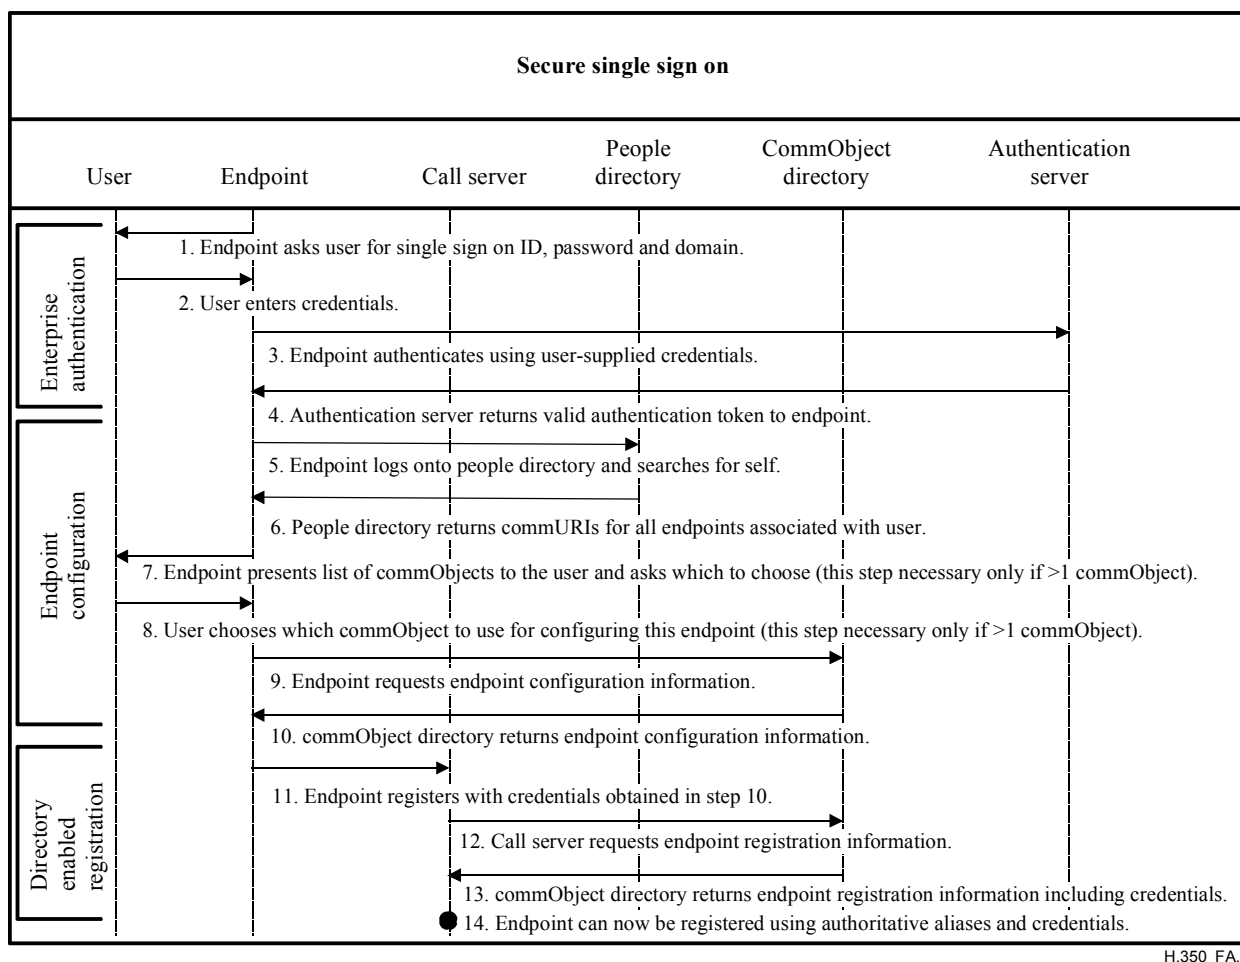 Secure single sign on
People
CommObject
Authentication
User
Endpoint
Call server
directory
directory
server
Enterprise
authentication
1. Endpoint asks user for single sign on ID, password and domain.
2. User enters credentials.
3. Endpoint authenticates using user-supplied credentials.
4. Authentication server returns valid authentication token to endpoint.
Endpoint
configuration
5. Endpoint logs onto people directory and searches for self.
6. People directory returns commURIs for all endpoints associated with user.
7. Endpoint presents list of commObjects to the user and asks which to choose (this step necessary only if >1 commObject).
8. User chooses which commObject to use for configuring this endpoint (this step necessary only if >1 commObject).
9. Endpoint requests endpoint configuration information.
10. commObject directory returns endpoint configuration information.
Directory
enabled
registration
11. Endpoint registers with credentials obtained in step 10.
12. Call server requests endpoint registration information.
13. commObject directory returns endpoint registration information including credentials.
14. Endpoint can now be registered using authoritative aliases and credentials.
H.350_FA.